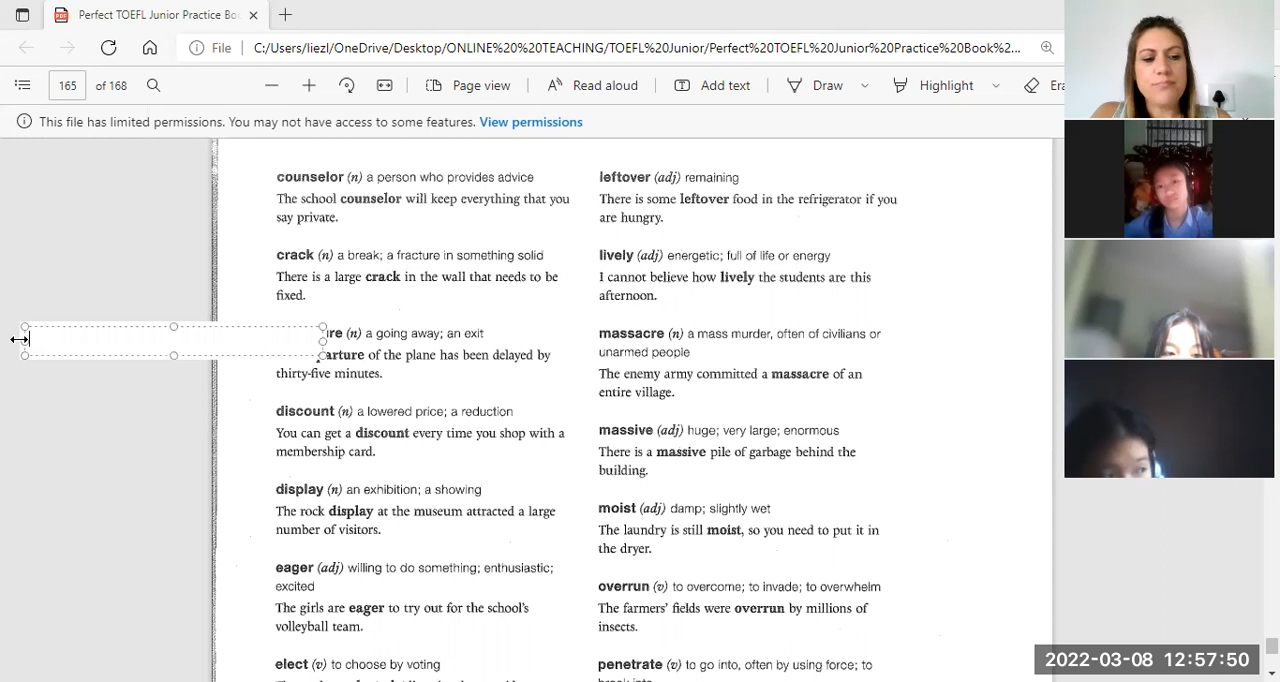 Perfect TOEFL Junior Practice Bo
File C:/Users/liezl/OneDrive/Desktop/ONLINE%20%20TEACHING/TOEFL%20Junior/Perfect%20TOEFL%20Junior%20Practice%20Book%2...
165 of 168 Page view Read aloud Add text Draw Highlight
This file has limited permissions. You may not have access to some features. View permissions
counselor (n) a person who provides advice
The school counselor will keep everything that you
say private.
crack (n) a break; a fracture in something solid
There is a large crack in the wall that needs to be
fixed.
re (n) a going away; an exit
arture of the plane has been delayed by
thirty-five minutes.
discount (n) a lowered price; a reduction
You can get a discount every time you shop with a
membership card.
display (n) an exhibition; a showing
The rock display at the museum attracted a large
number of visitors.
eager (adj) willing to do something; enthusiastic;
excited
The girls are eager to try out for the school's
volleyball team.
elect (v) to choose by voting
leftover (adj) remaining
There is some leftover food in the refrigerator if you
are hungry.
lively (adj) energetic; full of life or energy
I cannot believe how lively the students are this
afternoon.
massacre (n) a mass murder, often of civilians or
unarmed people
The enemy army committed a massacre of an
entire village.
massive (adj) huge; very large; enormous
There is a massive pile of garbage behind the
building.
moist (adj) damp; slightly wet
The laundry is still moist, so you need to put it in
the dryer.
overrun (v) to overcome; to invade; to overwhelm
The farmers' fields were overrun by millions of
insects.
penetrate (v) to go into, often by using force; to
2022-03-08 12:57:50